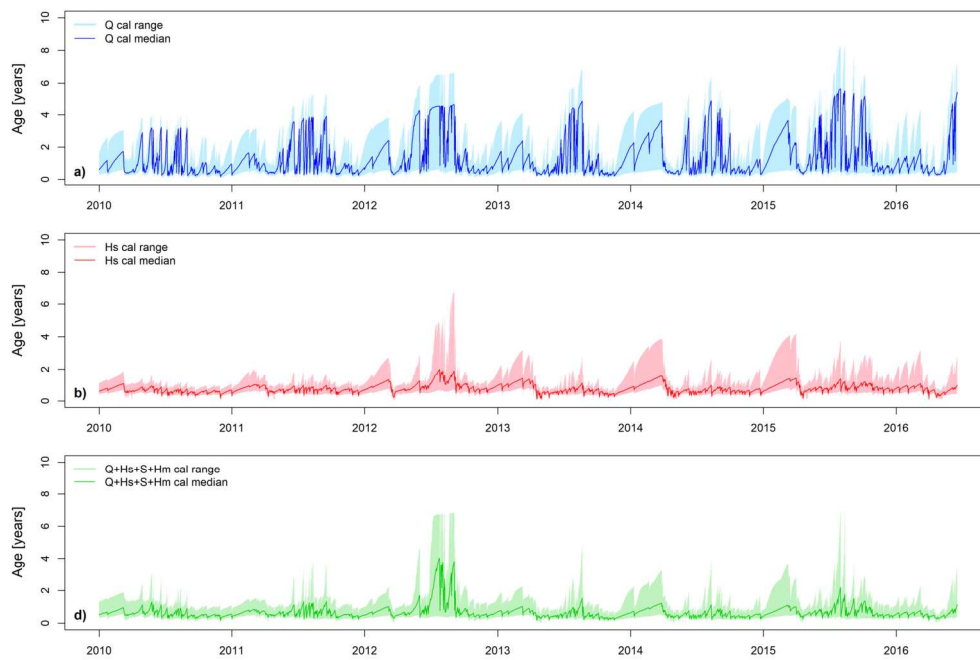 Q cal range
Q cal median
Age [years]
10
8
6
4
2
0
a)
2010 2011 2012 2013 2014 2015 2016
Hs cal range
Hs cal median
Age [years]
10
8
6
4
2
0
b)
2010 2011 2012 2013 2014 2015 2016
Q+Hs+S+Hm cal range
Q+Hs+S+Hm cal median
Age [years]
10
8
6
4
2
0
d)
2010 2011 2012 2013 2014 2015 2016